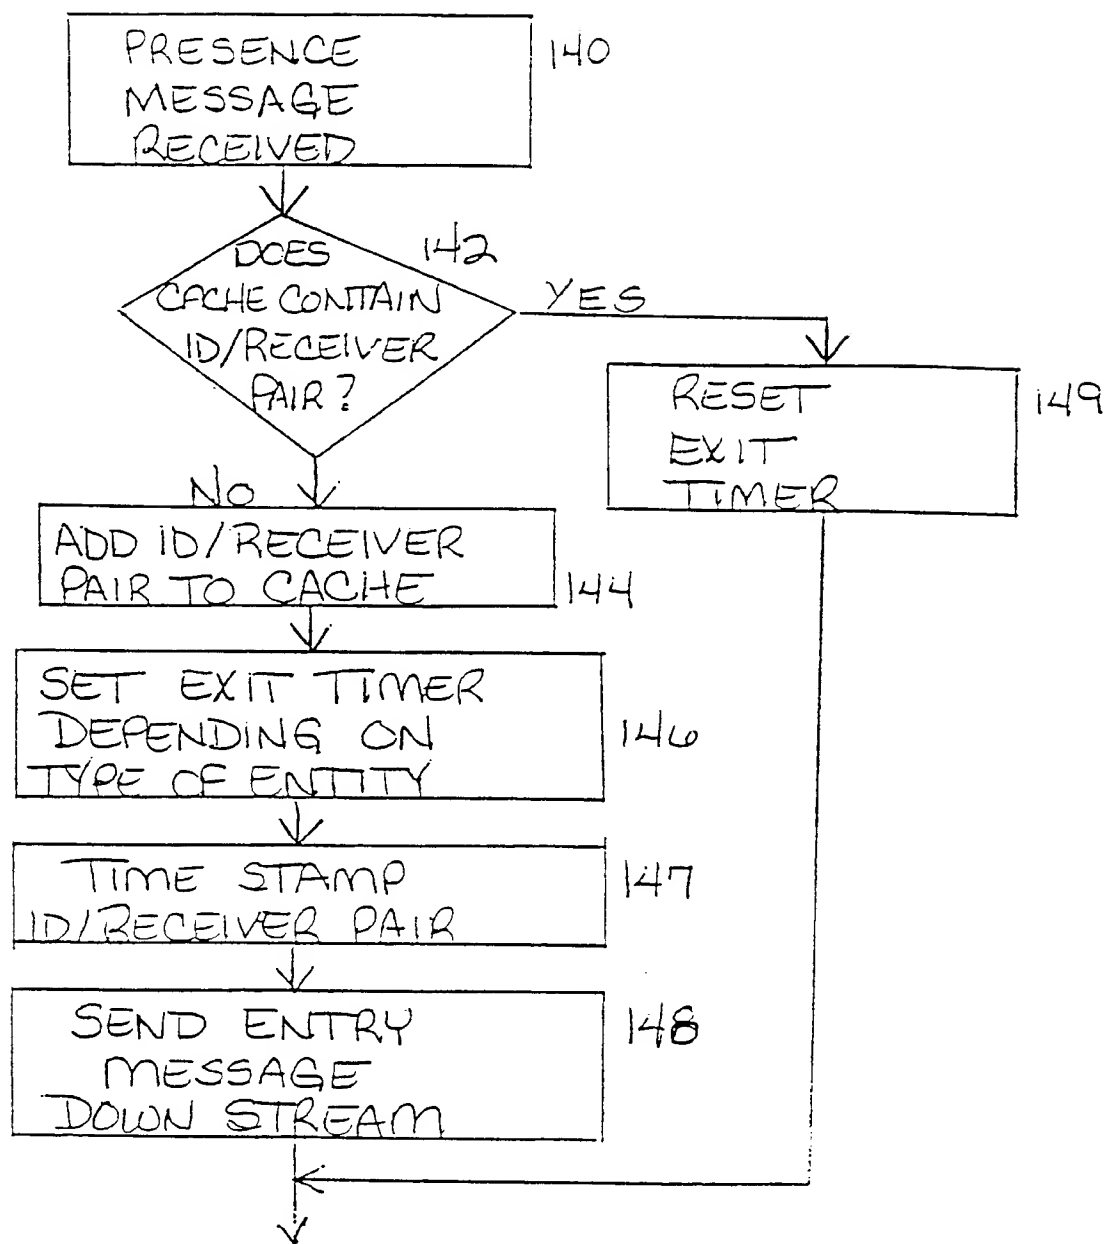 PRESENCE
MESSAGE
RECEIVED
140
DOES
CACHE CONTAIN
ID/RECEIVER
PAIR?
142
YES
RESET
EXIT
TIMER
149
NO
ADD ID/RECEIVER
PAIR TO CACHE
144
SET EXIT TIMER
DEPENDING ON
TYPE OF ENTITY
146
TIME STAMP
ID/RECEIVER PAIR
147
SEND ENTRY
MESSAGE
DOWN STREAM
148